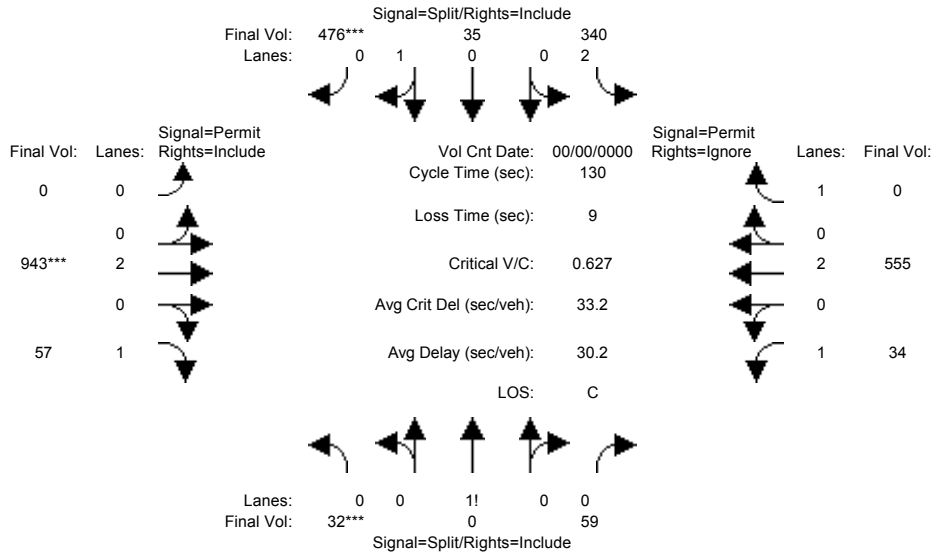 Signal=Split/Rights=Include
Final Vol: 476*** 35 340
Lanes: 0 1 0 0 2
Signal=Permit Signal=Permit
Final Vol: Lanes: Rights=Include Vol Cnt Date: 00/00/0000 Rights=Ignore Lanes: Final Vol:
Cycle Time (sec): 130
0 0 1 0
Loss Time (sec): 9
0 0
943*** 2 Critical V/C: 0.627 2 555
0 Avg Crit Del (sec/veh): 33.2 0
57 1 Avg Delay (sec/veh): 30.2 1 34
LOS: C
Lanes: 0 0 1! 0 0
Final Vol: 32*** 0 59
Signal=Split/Rights=Include